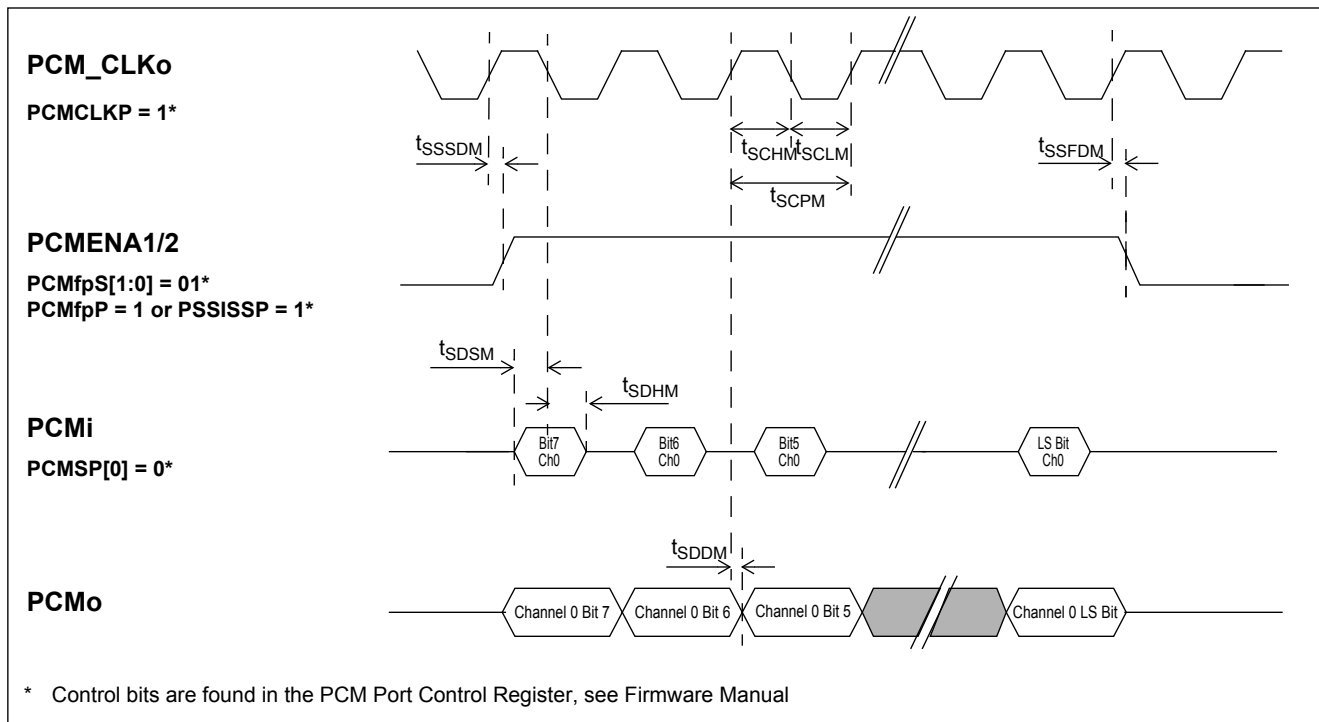 PCM_CLKo
PCMCLKP = 1*
tSSSDM
tSCHM
tSCLM
tSSFDM
tSCPM
PCMENA1/2
PCMfpS[1:0] = 01*
PCMfpP = 1 or PSSISSP = 1*
tSDSM
tSDHM
PCMi
PCMSP[0] = 0*
Bit7
Ch0
Bit6
Ch0
Bit5
Ch0
LS Bit
Ch0
tSDDM
PCMo
Channel 0 Bit 7
Channel 0 Bit 6
Channel 0 Bit 5
Channel 0 LS Bit
* Control bits are found in the PCM Port Control Register, see Firmware Manual